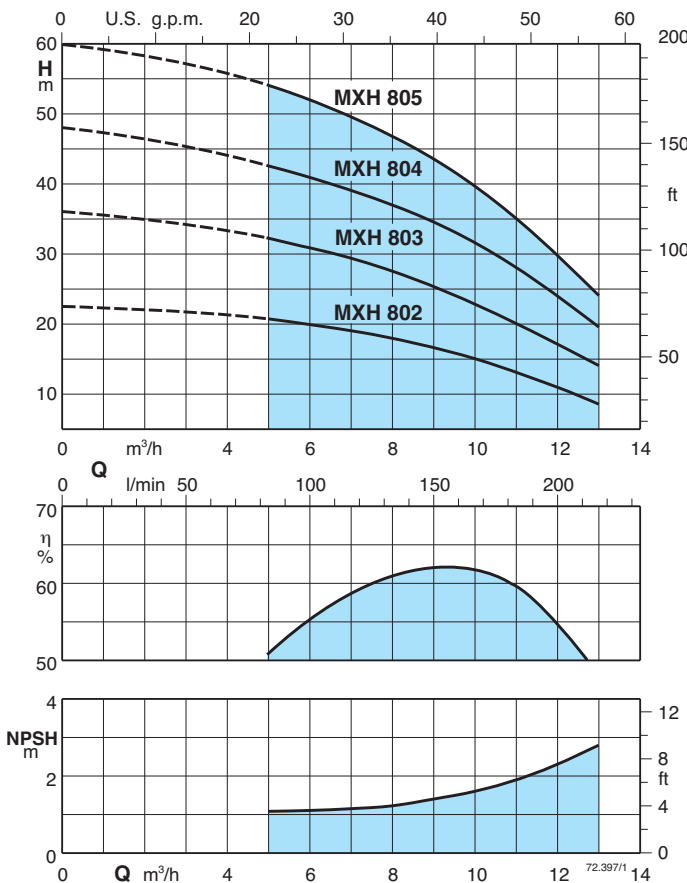 0 U.S. g.p.m. 20 30 40 50 60
60 200
H
m
MXH 805
50
150
MXH 804
40
ft
MXH 803
30 100
MXH 802
20
50
10
0 m³/h 4 6 8 10 12 14
Q
0 l/min 50 100 150 200
70
η
%
60
50
4
12
NPSH
m
8
2 ft
4
0 0
72.397/1
0 Q m³/h 4 6 8 10 12 14